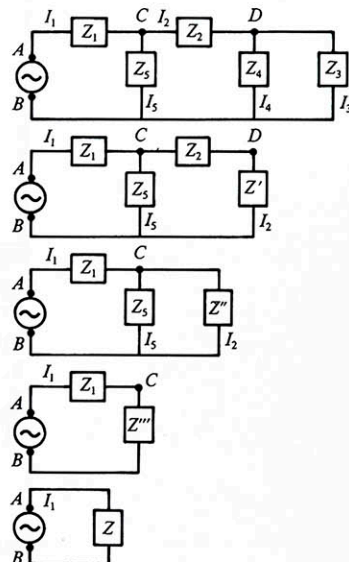 I₁ C I₂ D
A Z₁ Z₂
Z₅ Z₄ Z₃
B I₅ I₄ I₃
I₁ C D
A Z₁ Z₂
Z₅ Z′
B I₅ I₂
I₁ C
A Z₁
Z₅ Z″
B I₅ I₂
I₁ C
A Z₁
Z‴
B
A I₁
Z
B